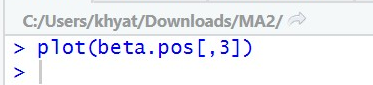 C:/Users/khyat/Downloads/MA2/
> plot(beta.pos[,3])
>